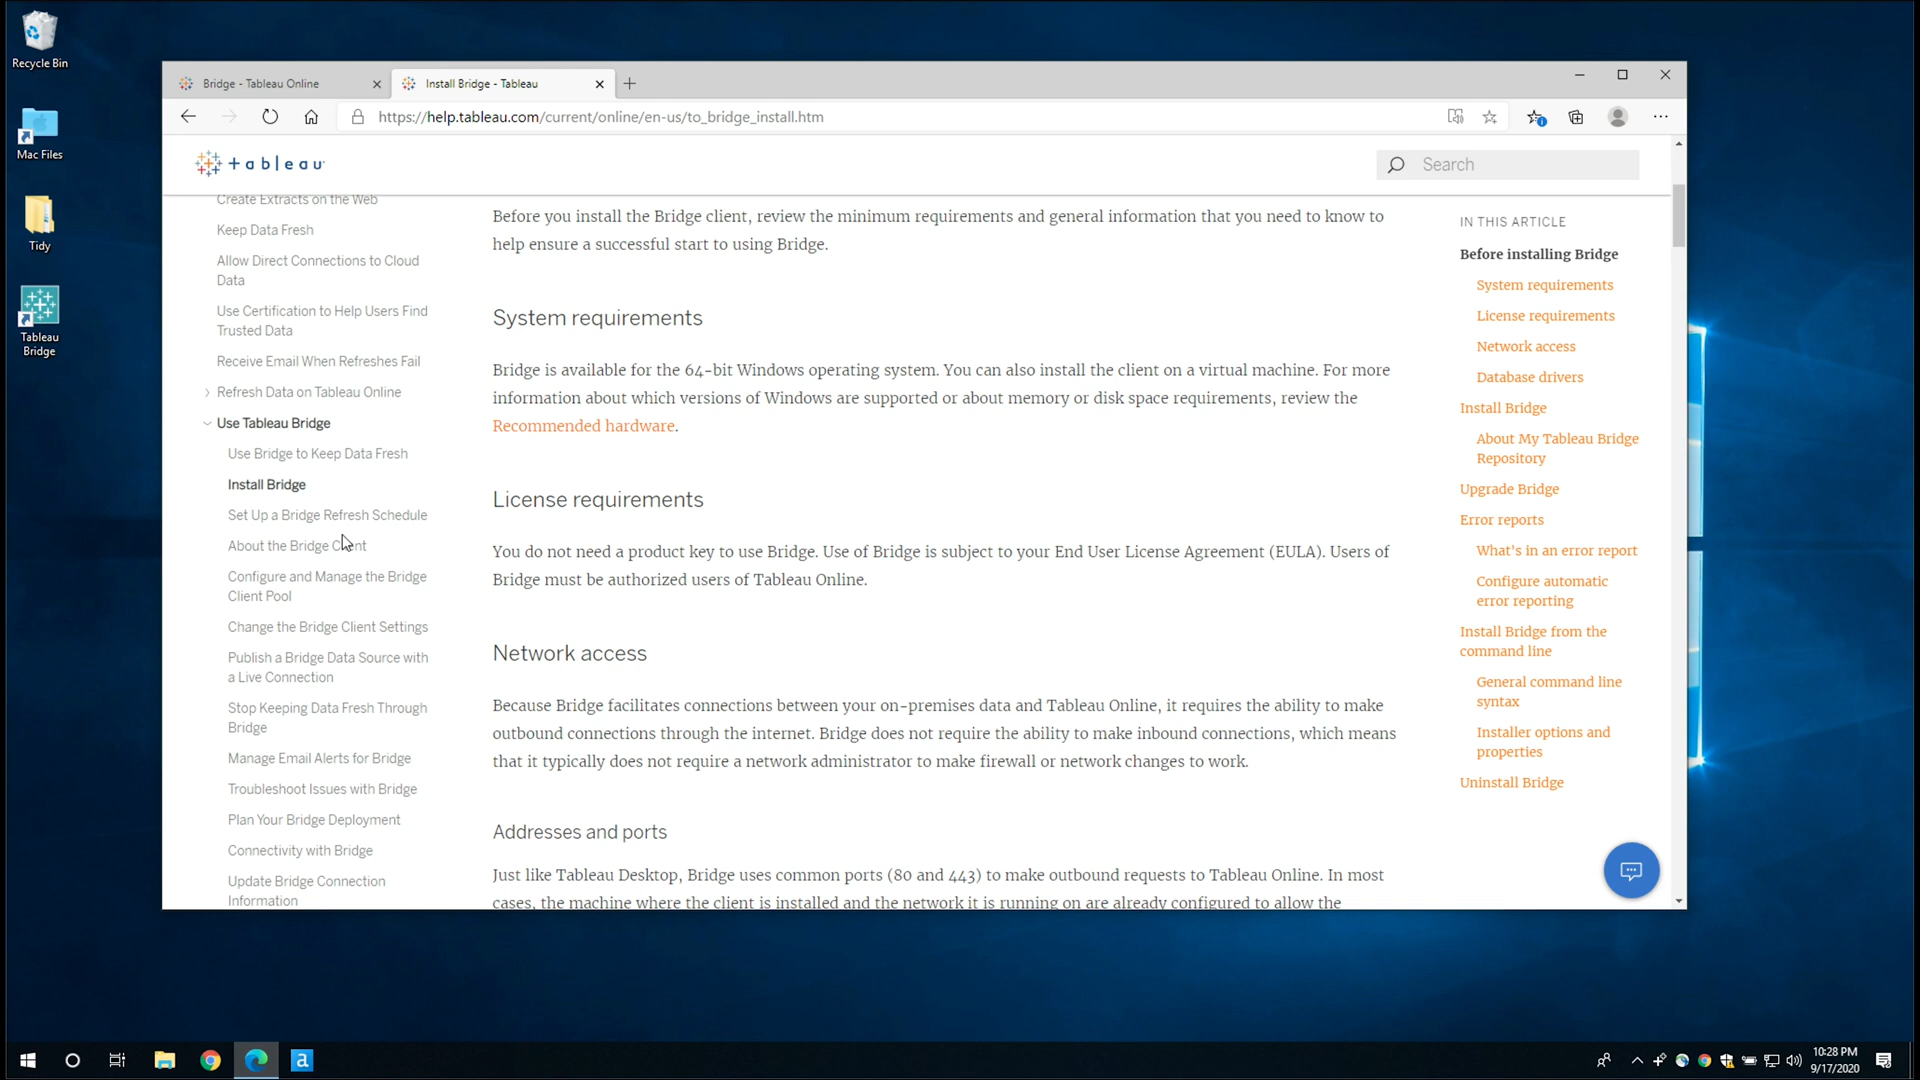 Recycle Bin
Mac Files
Tidy
Tableau
Bridge
Bridge - Tableau Online
Install Bridge - Tableau
https://help.tableau.com/current/online/en-us/to_bridge_install.htm
tableau
Search
Create Extracts on the Web
Keep Data Fresh
Allow Direct Connections to Cloud
Data
Use Certification to Help Users Find
Trusted Data
Receive Email When Refreshes Fail
Refresh Data on Tableau Online
Use Tableau Bridge
Use Bridge to Keep Data Fresh
Install Bridge
Set Up a Bridge Refresh Schedule
About the Bridge Client
Configure and Manage the Bridge
Client Pool
Change the Bridge Client Settings
Publish a Bridge Data Source with
a Live Connection
Stop Keeping Data Fresh Through
Bridge
Manage Email Alerts for Bridge
Troubleshoot Issues with Bridge
Plan Your Bridge Deployment
Connectivity with Bridge
Update Bridge Connection
Information
Before you install the Bridge client, review the minimum requirements and general information that you need to know to
help ensure a successful start to using Bridge.
System requirements
Bridge is available for the 64-bit Windows operating system. You can also install the client on a virtual machine. For more
information about which versions of Windows are supported or about memory or disk space requirements, review the
Recommended hardware.
License requirements
You do not need a product key to use Bridge. Use of Bridge is subject to your End User License Agreement (EULA). Users of
Bridge must be authorized users of Tableau Online.
Network access
Because Bridge facilitates connections between your on-premises data and Tableau Online, it requires the ability to make
outbound connections through the internet. Bridge does not require the ability to make inbound connections, which means
that it typically does not require a network administrator to make firewall or network changes to work.
Addresses and ports
Just like Tableau Desktop, Bridge uses common ports (80 and 443) to make outbound requests to Tableau Online. In most
cases, the machine where the client is installed and the network it is running on are already configured to allow the
IN THIS ARTICLE
Before installing Bridge
System requirements
License requirements
Network access
Database drivers
Install Bridge
About My Tableau Bridge
Repository
Upgrade Bridge
Error reports
What's in an error report
Configure automatic
error reporting
Install Bridge from the
command line
General command line
syntax
Installer options and
properties
Uninstall Bridge
a
10:28 PM
9/17/2020